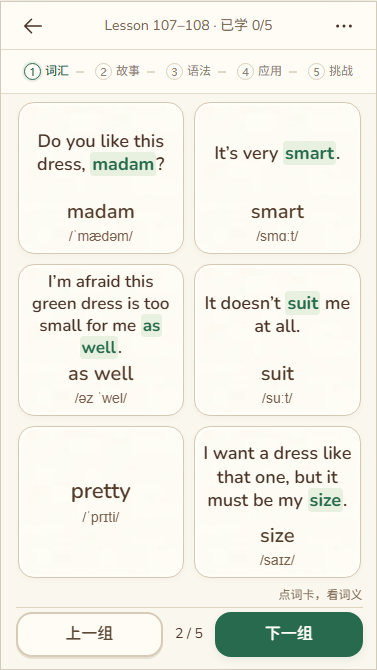 Lesson 107–108 · 已学 0/5
1 词汇 – 2 故事 – 3 语法 – 4 应用 – 5 挑战
Do you like this
dress, madam?
madam
/ˈmædəm/
It’s very smart.
smart
/smɑːt/
I’m afraid this
green dress is too
small for me as
well.
as well
/əz ˈwel/
It doesn’t suit me
at all.
suit
/suːt/
pretty
/ˈprɪti/
I want a dress like
that one, but it
must be my size.
size
/saɪz/
点词卡，看词义
上一组
2 / 5
下一组